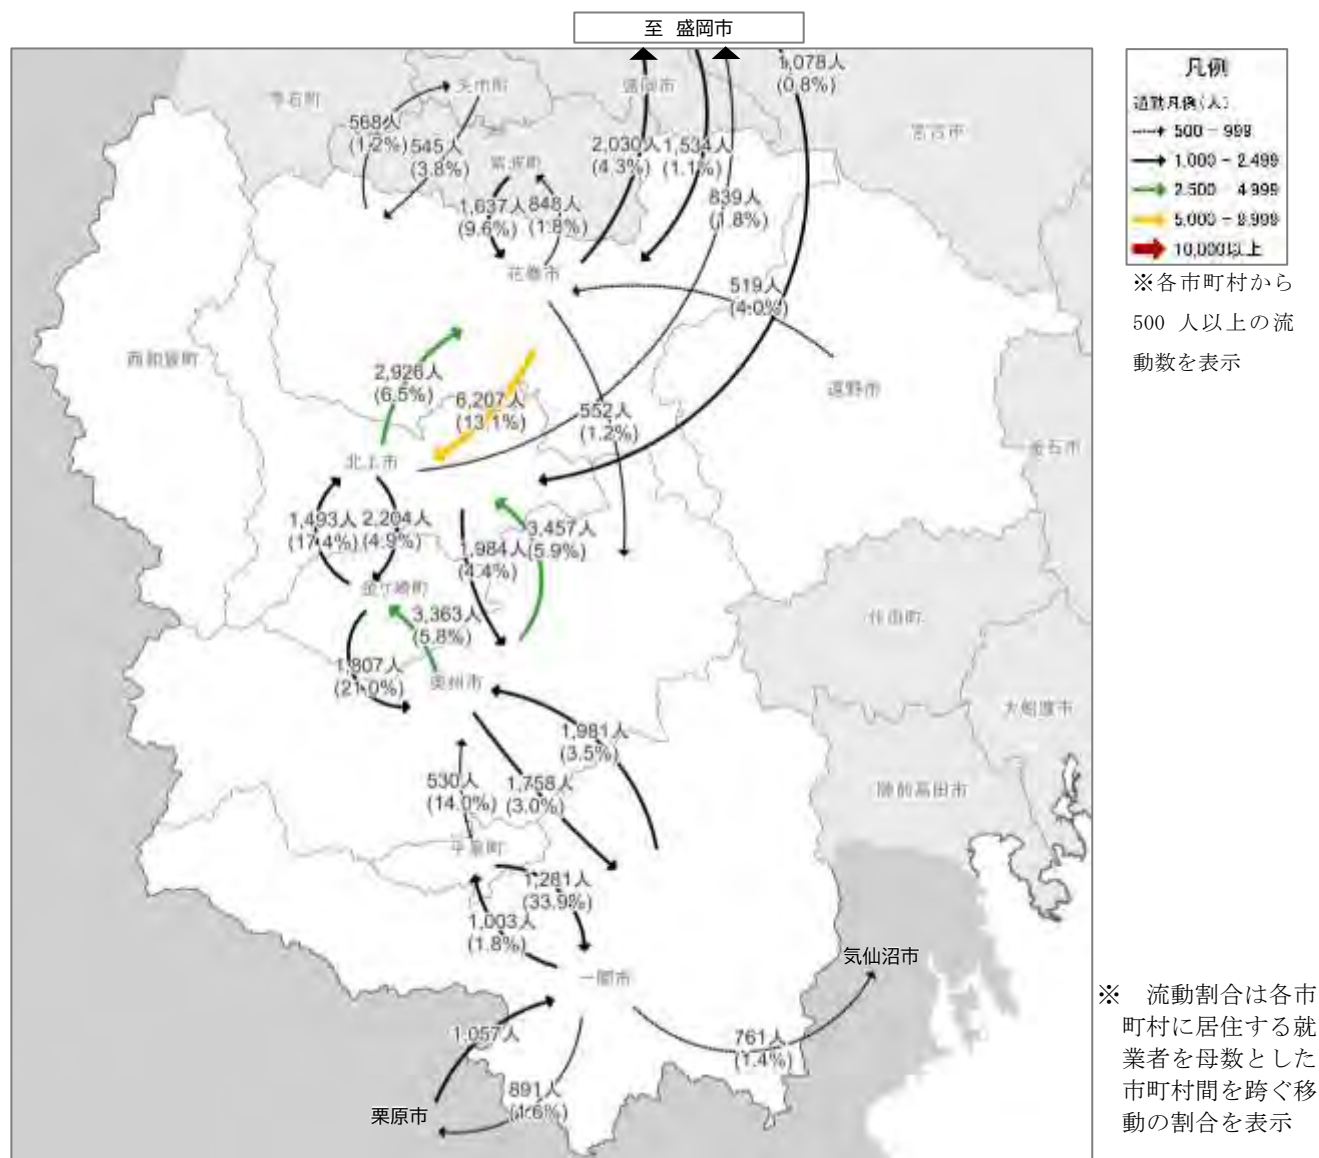 至 盛岡市
凡例
通勤凡例(人)
500 - 999
1,000 - 2,499
2,500 - 4,999
5,000 - 9,999
10,000以上
※各市町村から
500 人以上の流
動数を表示
1,078人
(0.8%)
雫石町
矢巾町
盛岡市
宮古市
568人
(1.2%)
545人
(3.8%)
紫波町
2,030人
(4.3%)
1,534人
(1.1%)
839人
(1.8%)
1,637人
(9.6%)
848人
(1.8%)
花巻市
519人
(4.0%)
西和賀町
遠野市
2,926人
(6.5%)
6,207人
(13.1%)
552人
(1.2%)
釜石市
北上市
1,493人
(17.4%)
2,204人
(4.9%)
1,984人
(4.4%)
3,457人
(5.9%)
金ケ崎町
3,363人
(5.8%)
住田町
1,807人
(21.0%)
奥州市
大船渡市
1,981人
(3.5%)
530人
(14.0%)
1,758人
(3.0%)
陸前高田市
平泉町
1,281人
(33.9%)
1,003人
(1.8%)
一関市
気仙沼市
1,057人
761人
(1.4%)
891人
(1.6%)
栗原市
※　流動割合は各市
町村に居住する就
業者を母数とした
市町村間を跨ぐ移
動の割合を表示